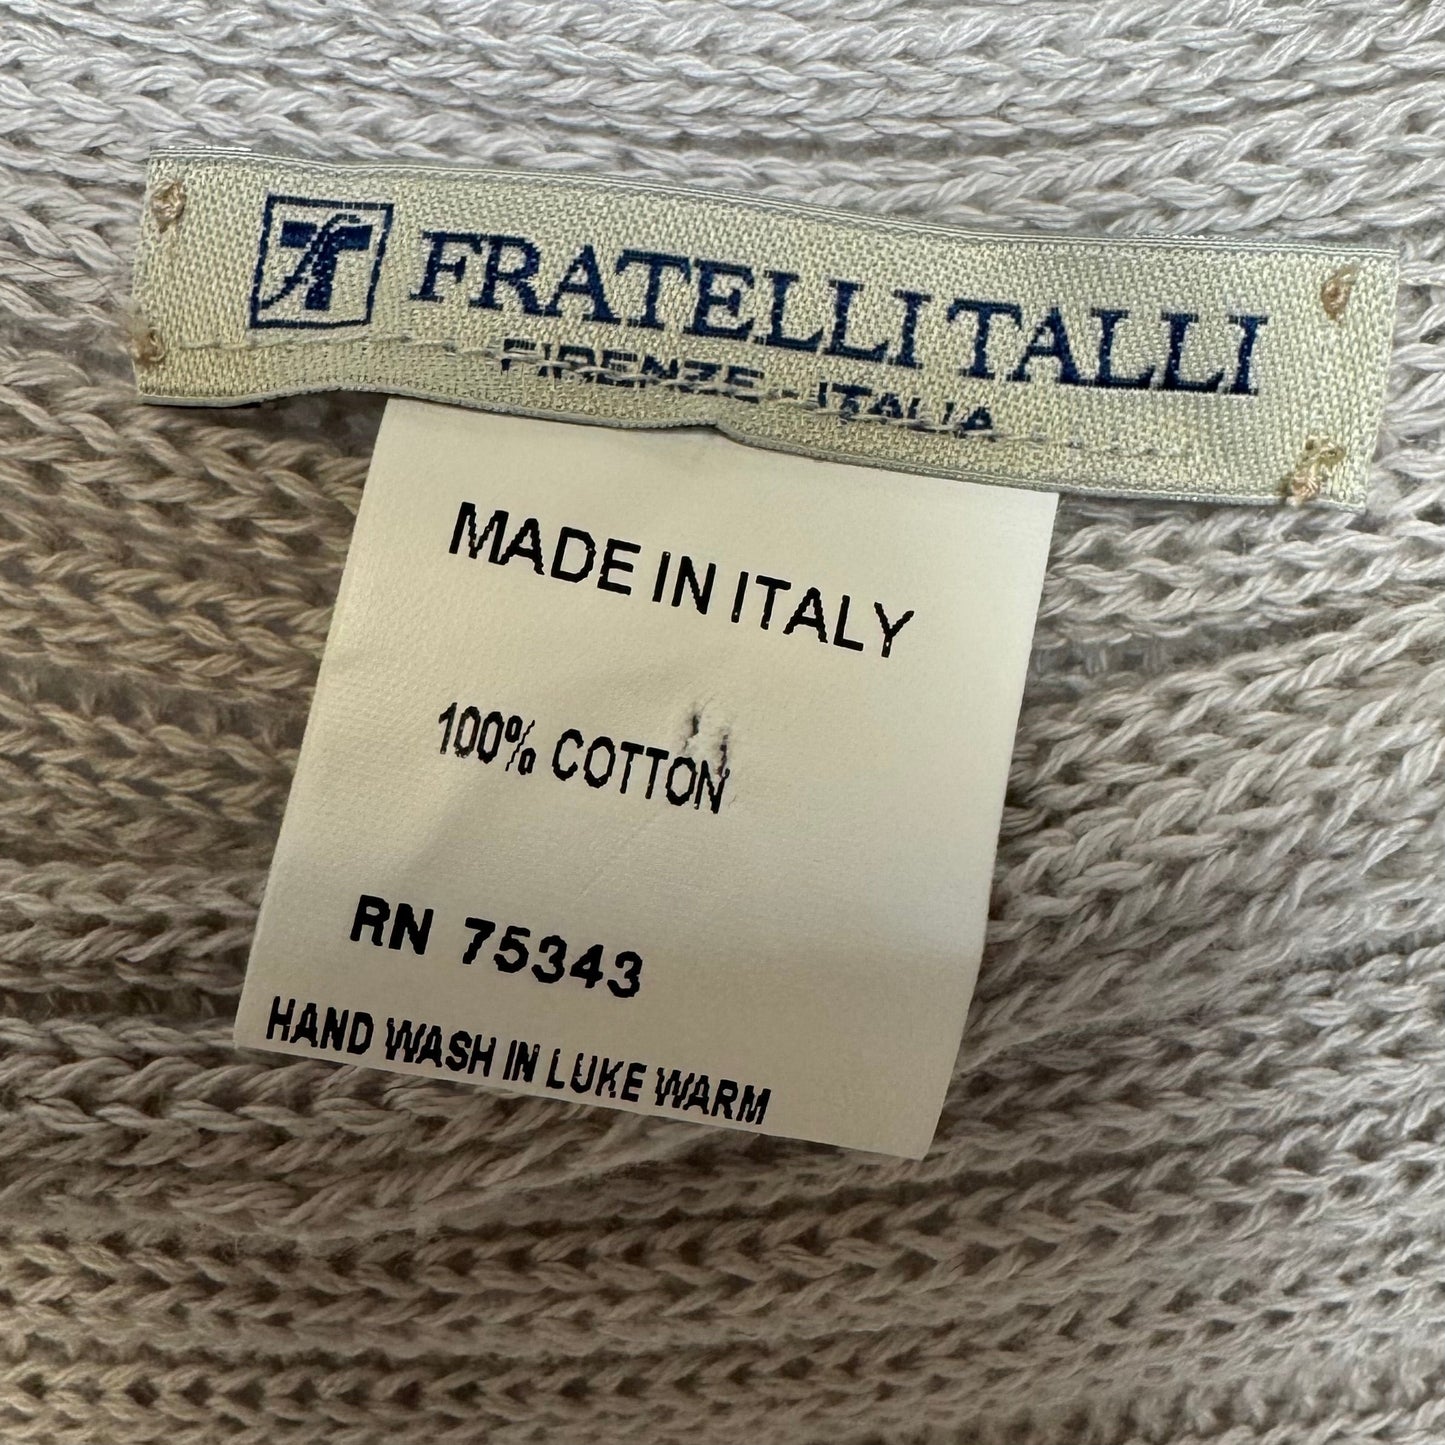 FRATELLI TALLI
FIRENZE - ITALIA
MADE IN ITALY
100% COTTON
RN 75343
HAND WASH IN LUKE WARM